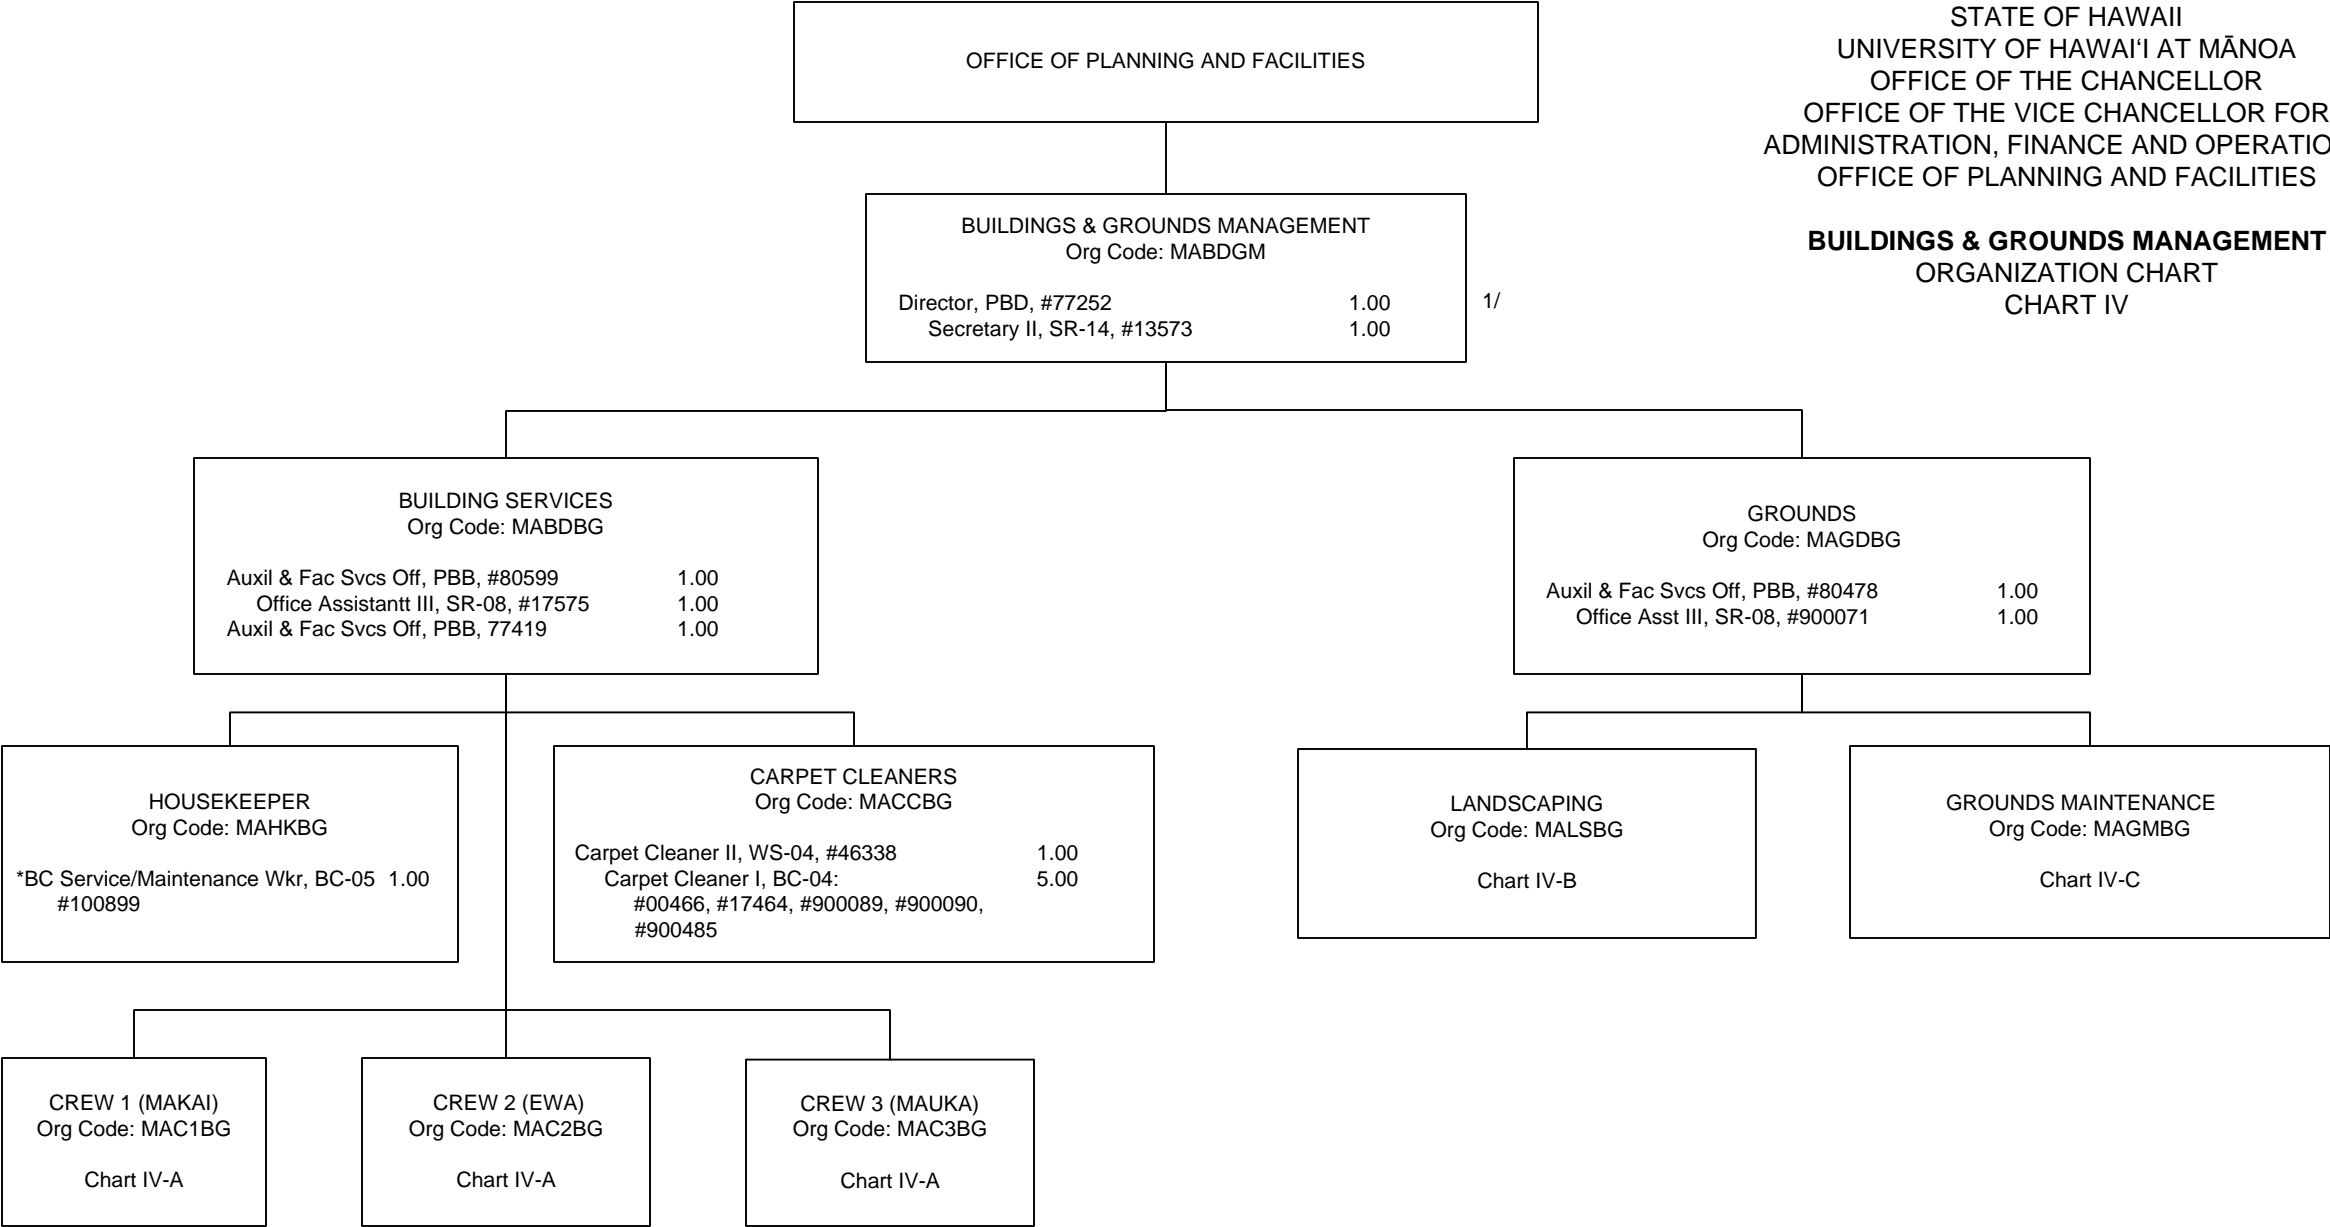 STATE OF HAWAII
UNIVERSITY OF HAWAIʻI AT MĀNOA
OFFICE OF THE CHANCELLOR
OFFICE OF THE VICE CHANCELLOR FOR
ADMINISTRATION, FINANCE AND OPERATIO
OFFICE OF PLANNING AND FACILITIES
BUILDINGS & GROUNDS MANAGEMENT
ORGANIZATION CHART
CHART IV
OFFICE OF PLANNING AND FACILITIES
BUILDINGS & GROUNDS MANAGEMENT
Org Code: MABDGM
Director, PBD, #77252 1.00 1/
Secretary II, SR-14, #13573 1.00
BUILDING SERVICES
Org Code: MABDBG
Auxil & Fac Svcs Off, PBB, #80599 1.00
Office Assistantt III, SR-08, #17575 1.00
Auxil & Fac Svcs Off, PBB, 77419 1.00
GROUNDS
Org Code: MAGDBG
Auxil & Fac Svcs Off, PBB, #80478 1.00
Office Asst III, SR-08, #900071 1.00
HOUSEKEEPER
Org Code: MAHKBG
*BC Service/Maintenance Wkr, BC-05 1.00
#100899
CARPET CLEANERS
Org Code: MACCBG
Carpet Cleaner II, WS-04, #46338 1.00
Carpet Cleaner I, BC-04: 5.00
#00466, #17464, #900089, #900090,
#900485
LANDSCAPING
Org Code: MALSBG
Chart IV-B
GROUNDS MAINTENANCE
Org Code: MAGMBG
Chart IV-C
CREW 1 (MAKAI)
Org Code: MAC1BG
Chart IV-A
CREW 2 (EWA)
Org Code: MAC2BG
Chart IV-A
CREW 3 (MAUKA)
Org Code: MAC3BG
Chart IV-A